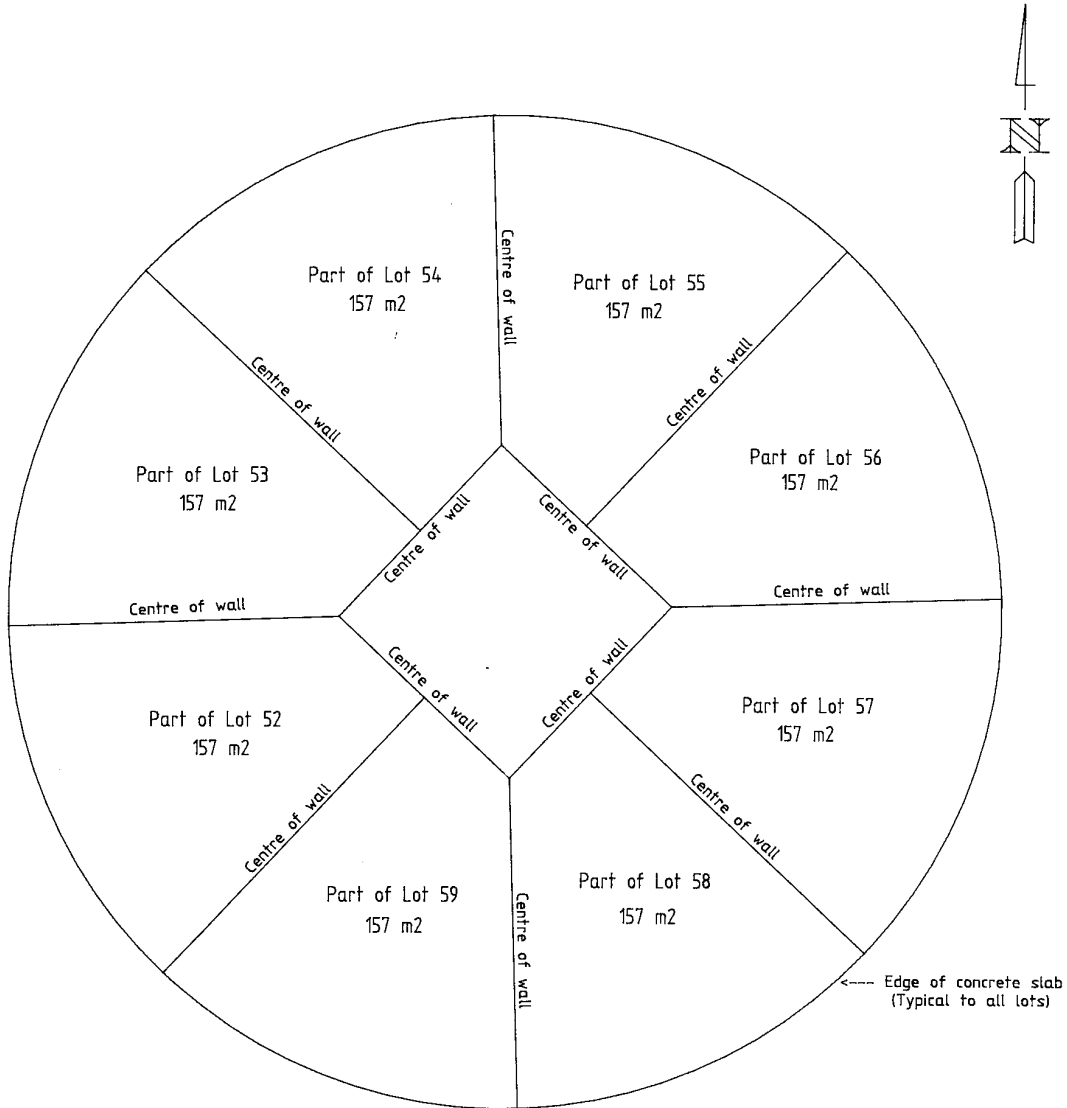 N
Centre of wall
Part of Lot 54
157 m2
Part of Lot 55
157 m2
Centre of wall
Centre of wall
Part of Lot 53
157 m2
Part of Lot 56
157 m2
Centre of wall
Centre of wall
Centre of wall
Centre of wall
Centre of wall
Centre of wall
Part of Lot 52
157 m2
Part of Lot 57
157 m2
Centre of wall
Centre of wall
Part of Lot 59
157 m2
Part of Lot 58
157 m2
Centre of wall
<--- Edge of concrete slab
(Typical to all lots)